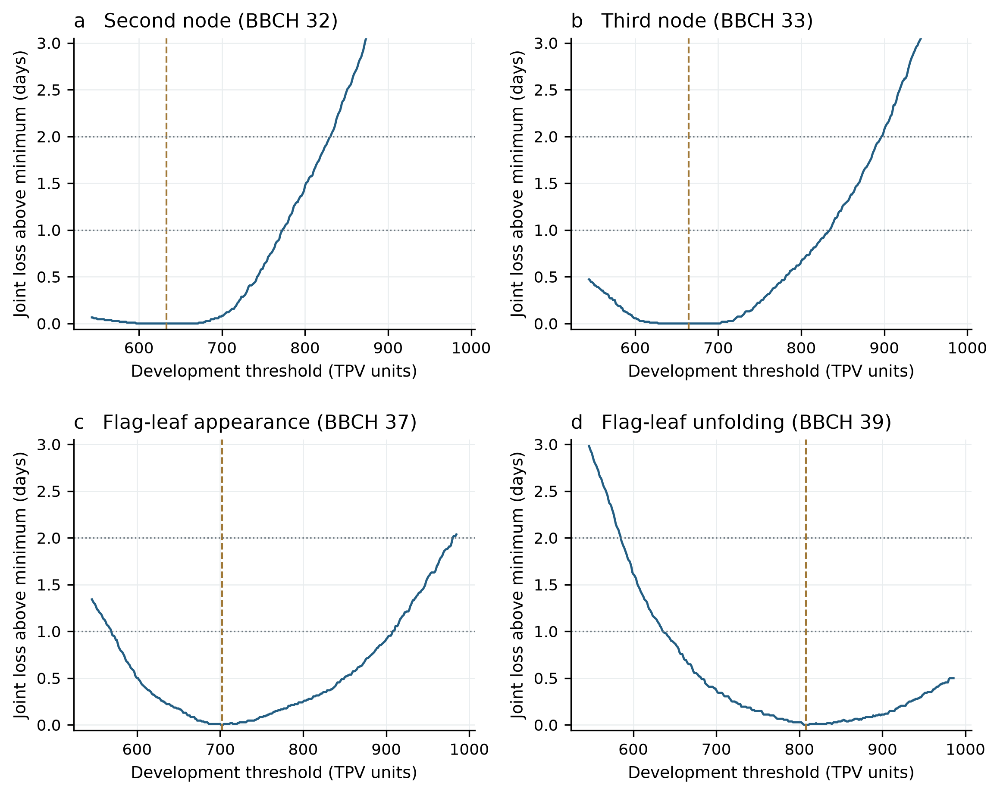 a Second node (BBCH 32)
Joint loss above minimum (days)
3.0
2.5
2.0
1.5
1.0
0.5
0.0
600 700 800 900 1000
Development threshold (TPV units)
b Third node (BBCH 33)
Joint loss above minimum (days)
3.0
2.5
2.0
1.5
1.0
0.5
0.0
600 700 800 900 1000
Development threshold (TPV units)
c Flag-leaf appearance (BBCH 37)
Joint loss above minimum (days)
3.0
2.5
2.0
1.5
1.0
0.5
0.0
600 700 800 900 1000
Development threshold (TPV units)
d Flag-leaf unfolding (BBCH 39)
Joint loss above minimum (days)
3.0
2.5
2.0
1.5
1.0
0.5
0.0
600 700 800 900 1000
Development threshold (TPV units)